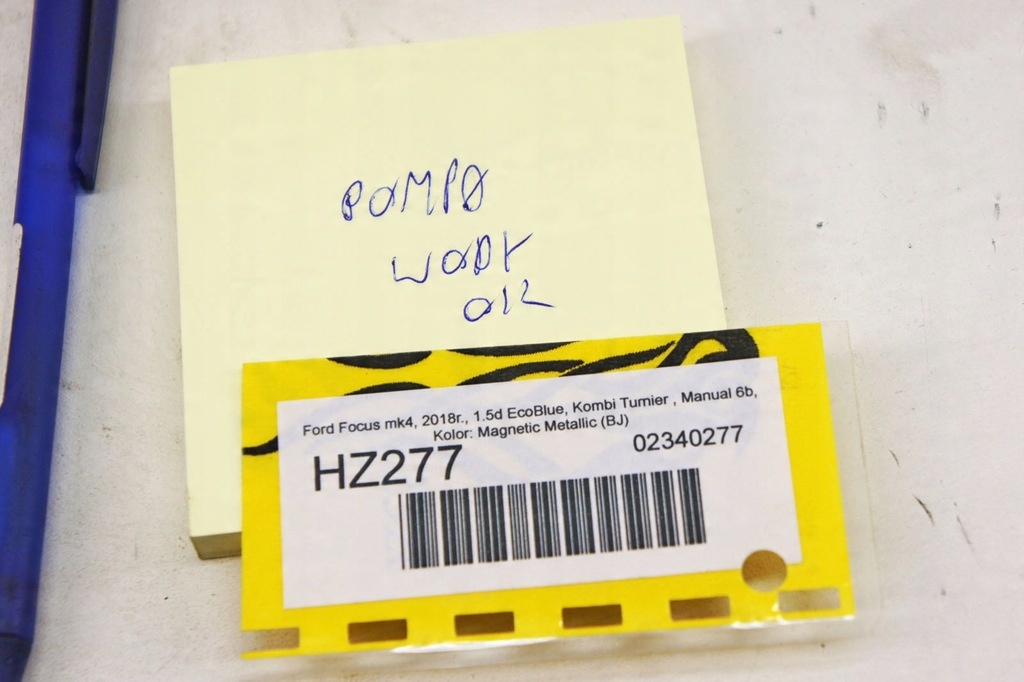 POMPA
WODY
OK
Ford Focus mk4, 2018r., 1.5d EcoBlue, Kombi Turnier , Manual 6b,
Kolor: Magnetic Metallic (BJ)
HZ277
02340277